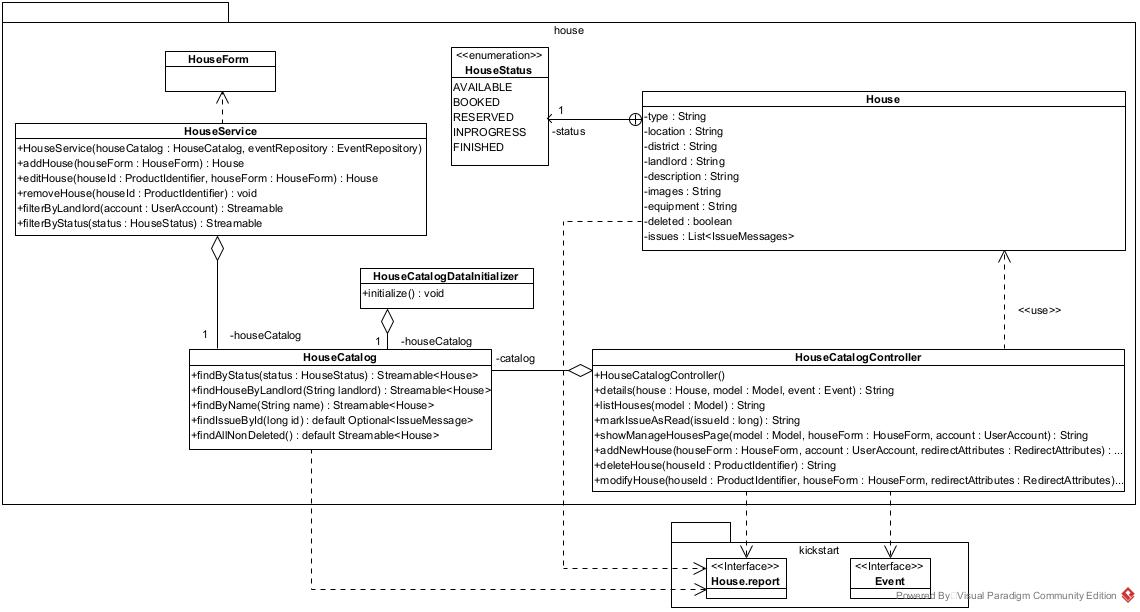 house
HouseForm
<<enumeration>>
HouseStatus
AVAILABLE
BOOKED
RESERVED
INPROGRESS
FINISHED
1
-status
House
-type : String
-location : String
-district : String
-landlord : String
-description : String
-images : String
-equipment : String
-deleted : boolean
-issues : List<IssueMessages>
HouseService
+HouseService(houseCatalog : HouseCatalog, eventRepository : EventRepository)
+addHouse(houseForm : HouseForm) : House
+editHouse(houseId : ProductIdentifier, houseForm : HouseForm) : House
+removeHouse(houseId : ProductIdentifier) : void
+filterByLandlord(account : UserAccount) : Streamable
+filterByStatus(status : HouseStatus) : Streamable
HouseCatalogDataInitializer
+initialize() : void
<<use>>
1
-houseCatalog
1
-houseCatalog
HouseCatalog
+findByStatus(status : HouseStatus) : Streamable<House>
+findHouseByLandlord(String landlord) : Streamable<House>
+findByName(String name) : Streamable<House>
+findIssueById(long id) : default Optional<IssueMessage>
+findAllNonDeleted() : default Streamable<House>
-catalog
HouseCatalogController
+HouseCatalogController()
+details(house : House, model : Model, event : Event) : String
+listHouses(model : Model) : String
+markIssueAsRead(issueId : long) : String
+showManageHousesPage(model : Model, houseForm : HouseForm, account : UserAccount) : String
+addNewHouse(houseForm : HouseForm, account : UserAccount, redirectAttributes : RedirectAttributes) : ...
+deleteHouse(houseId : ProductIdentifier) : String
+modifyHouse(houseId : ProductIdentifier, houseForm : HouseForm, redirectAttributes : RedirectAttributes)...
kickstart
<<Interface>>
House.report
<<Interface>>
Event
Powered By Visual Paradigm Community Edition